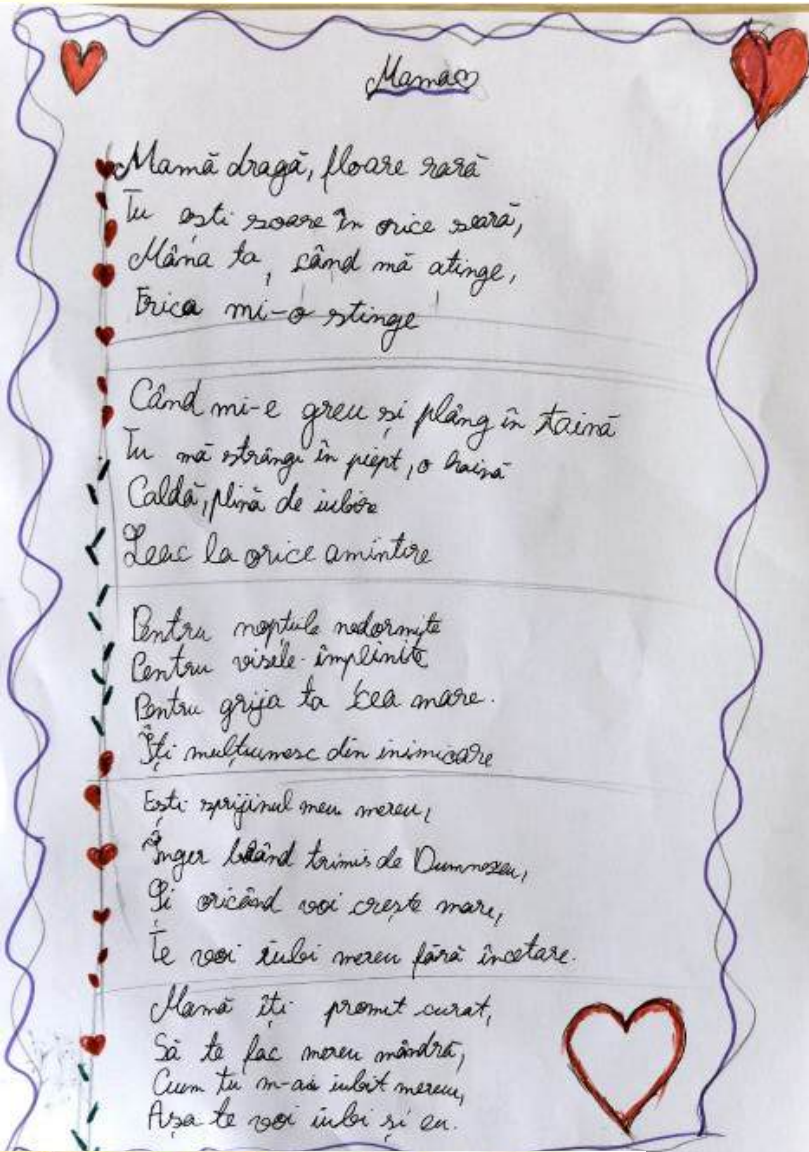 Mama
Mamă dragă, floare rară
Tu ești soare în orice seară,
Mâna ta, când mă atinge,
Frica mi-o stinge
Când mi-e greu și plâng în taină
Tu mă strângi în piept, o haină
Caldă, plină de iubire
Leac la orice amintire
Pentru nopțule nedormite
Pentru visele împlinite
Pentru grija ta cea mare.
Îți mulțumesc din inimioare
Ești sprijinul meu mereu,
Înger blând trimis de Dumnezeu,
Și oricând voi crește mare,
Te voi iubi mereu fără încetare.
Mamă îți promit curat,
Să te fac mereu mândră,
Cum tu m-ai iubit mereu,
Așa te voi iubi și eu.